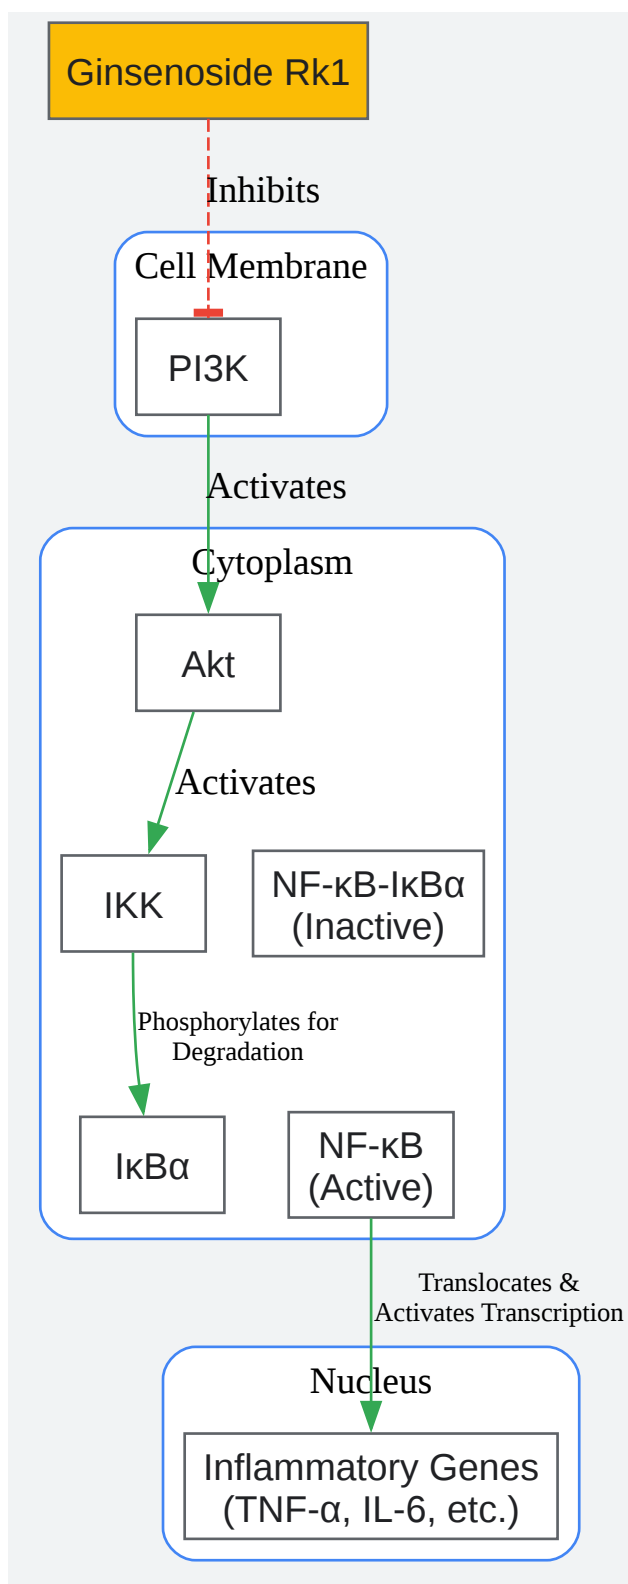 Ginsenoside Rk1
Inhibits
Cell Membrane
PI3K
Activates
Cytoplasm
Akt
Activates
IKK
NF-κB-IκBα
(Inactive)
Phosphorylates for
Degradation
IκBα
NF-κB
(Active)
Translocates &
Activates Transcription
Nucleus
Inflammatory Genes
(TNF-α, IL-6, etc.)